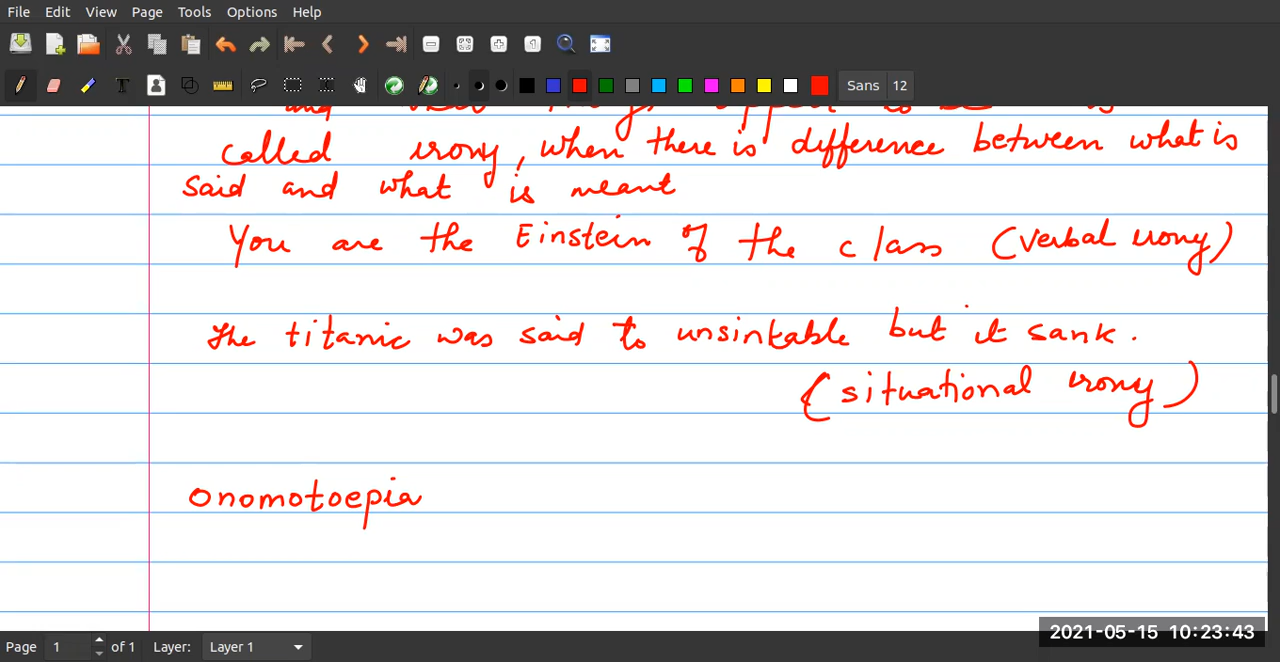 File Edit View Page Tools Options Help
Sans 12
and
called irony, when there is difference between what is
said and what is meant
You are the Einstein of the class (verbal irony)
The titanic was said to unsinkable but it sank.
(situational irony)
onomotoepia
2021-05-15 10:23:43
Page 1 of 1 Layer: Layer 1